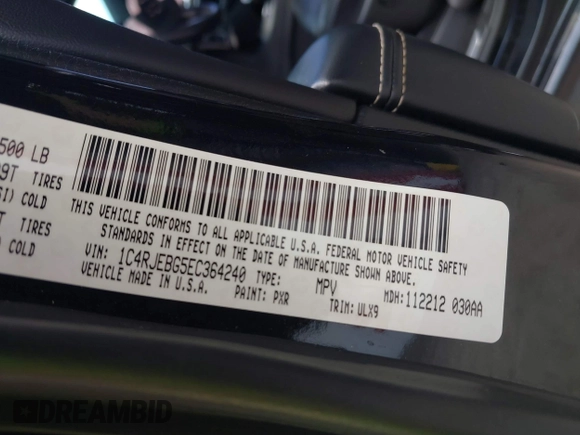 500 LB
9T TIRES
SI) COLD
T TIRES
COLD
THIS VEHICLE CONFORMS TO ALL APPLICABLE U.S.A. FEDERAL MOTOR VEHICLE SAFETY
STANDARDS IN EFFECT ON THE DATE OF MANUFACTURE SHOWN ABOVE.
VIN: 1C4RJEBG5EC364240 TYPE: MPV MDH: 112212 030AA
VEHICLE MADE IN U.S.A. PAINT: PXR TRIM: ULX9
DREAMBID